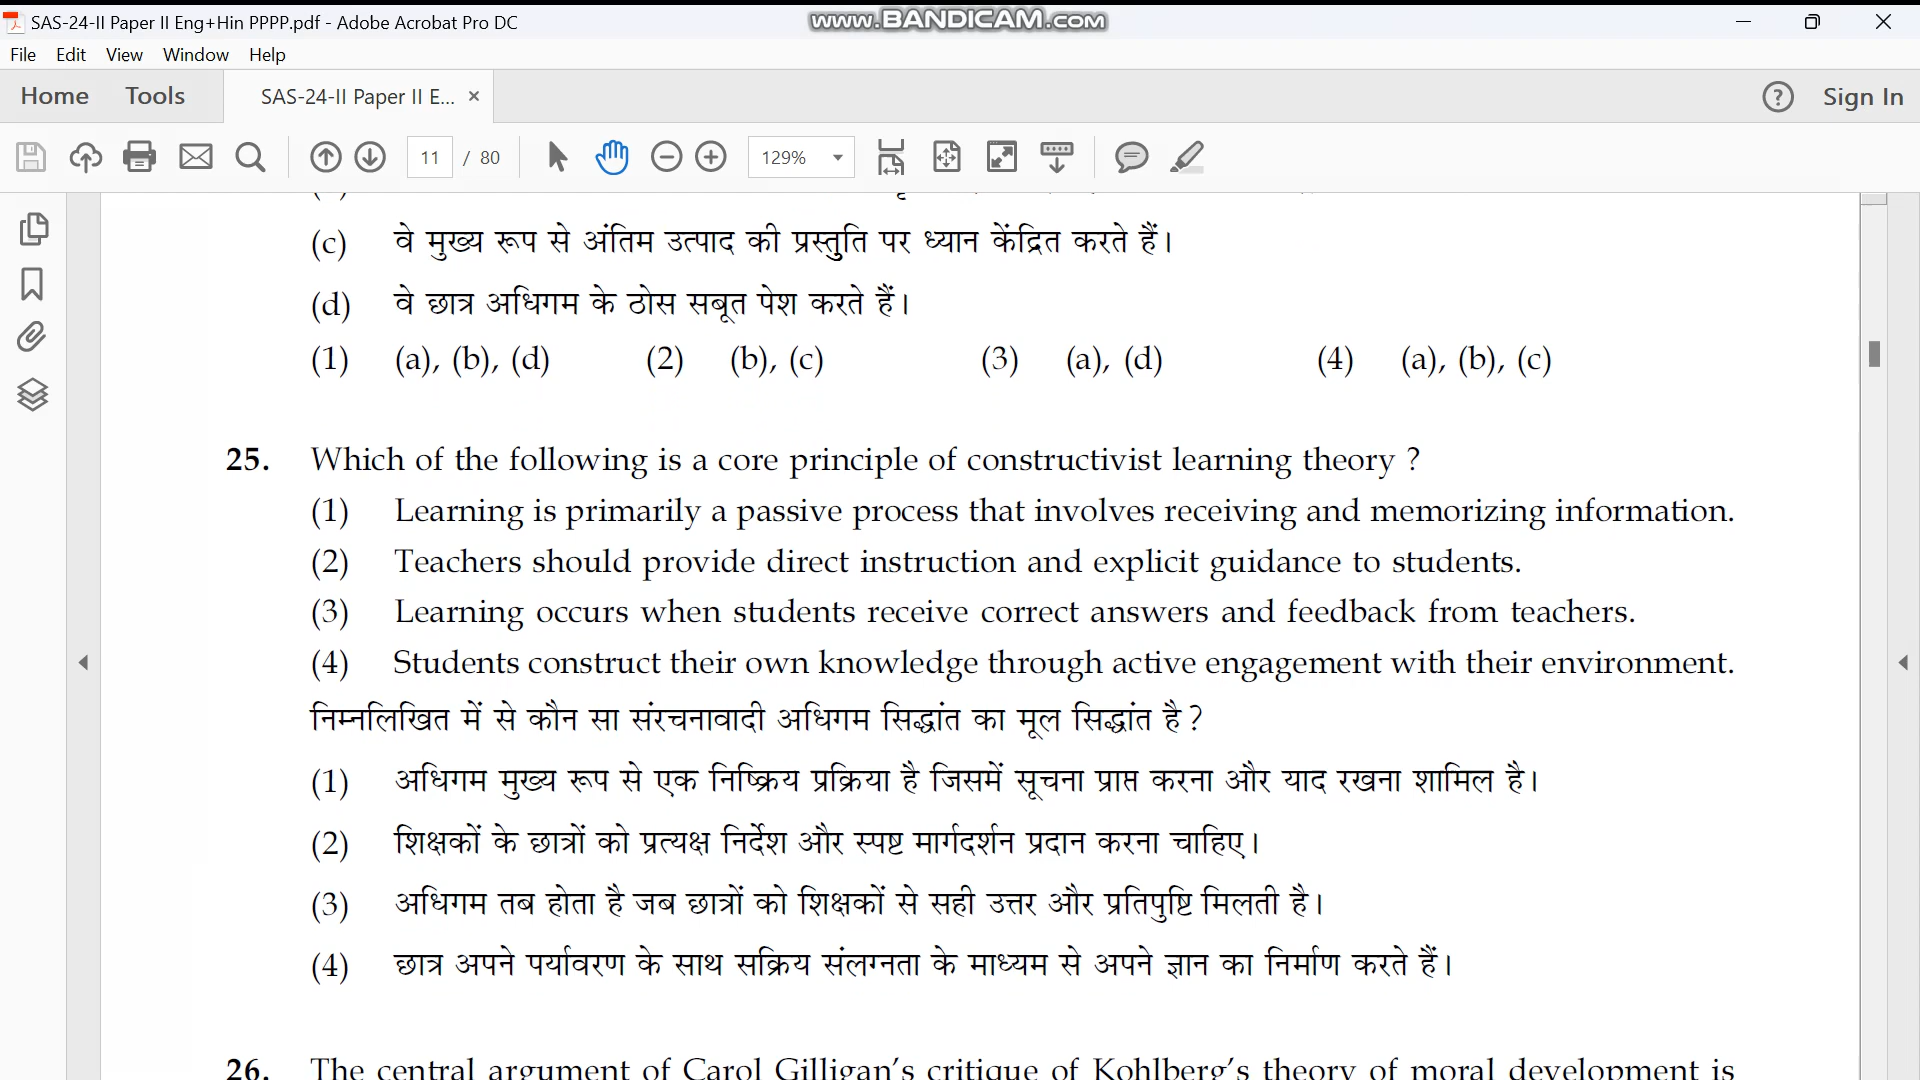 SAS-24-II Paper II Eng+Hin PPPP.pdf - Adobe Acrobat Pro DC
www.BANDICAM.com
File Edit View Window Help
Home Tools SAS-24-II Paper II E... × ? Sign In
11 / 80 129%
(c) वे मुख्य रूप से अंतिम उत्पाद की प्रस्तुति पर ध्यान केंद्रित करते हैं।
(d) वे छात्र अधिगम के ठोस सबूत पेश करते हैं।
(1) (a), (b), (d) (2) (b), (c) (3) (a), (d) (4) (a), (b), (c)
25. Which of the following is a core principle of constructivist learning theory ?
(1) Learning is primarily a passive process that involves receiving and memorizing information.
(2) Teachers should provide direct instruction and explicit guidance to students.
(3) Learning occurs when students receive correct answers and feedback from teachers.
(4) Students construct their own knowledge through active engagement with their environment.
निम्नलिखित में से कौन सा संरचनावादी अधिगम सिद्धांत का मूल सिद्धांत है ?
(1) अधिगम मुख्य रूप से एक निष्क्रिय प्रक्रिया है जिसमें सूचना प्राप्त करना और याद रखना शामिल है।
(2) शिक्षकों के छात्रों को प्रत्यक्ष निर्देश और स्पष्ट मार्गदर्शन प्रदान करना चाहिए।
(3) अधिगम तब होता है जब छात्रों को शिक्षकों से सही उत्तर और प्रतिपुष्टि मिलती है।
(4) छात्र अपने पर्यावरण के साथ सक्रिय संलग्नता के माध्यम से अपने ज्ञान का निर्माण करते हैं।
26. The central argument of Carol Gilligan's critique of Kohlberg's theory of moral development is